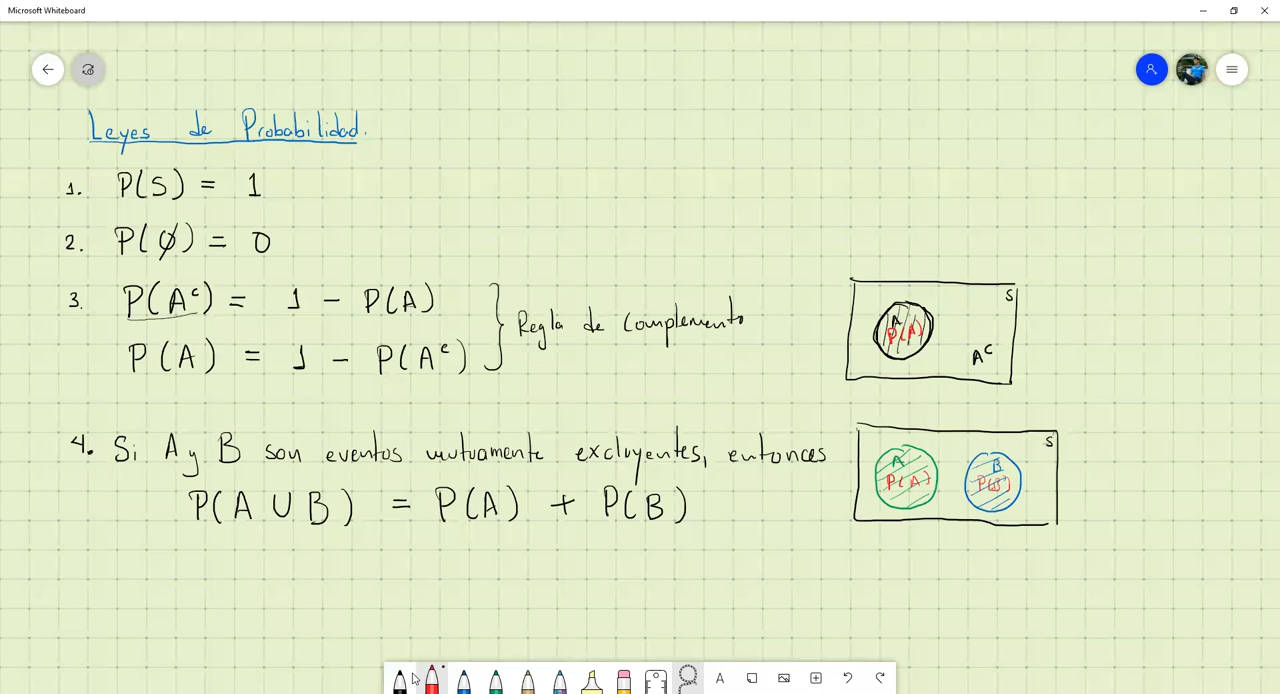 Microsoft Whiteboard
Leyes de Probabilidad.
1. P(S) = 1
2. P(∅) = 0
3. P(Aᶜ) = 1 - P(A)
P(A) = 1 - P(Aᶜ)
Regla de complemento
S
A
P(A)
Aᶜ
4. Si A y B son eventos mutuamente excluyentes, entonces
P(A ∪ B) = P(A) + P(B)
S
A
P(A)
B
P(B)
A